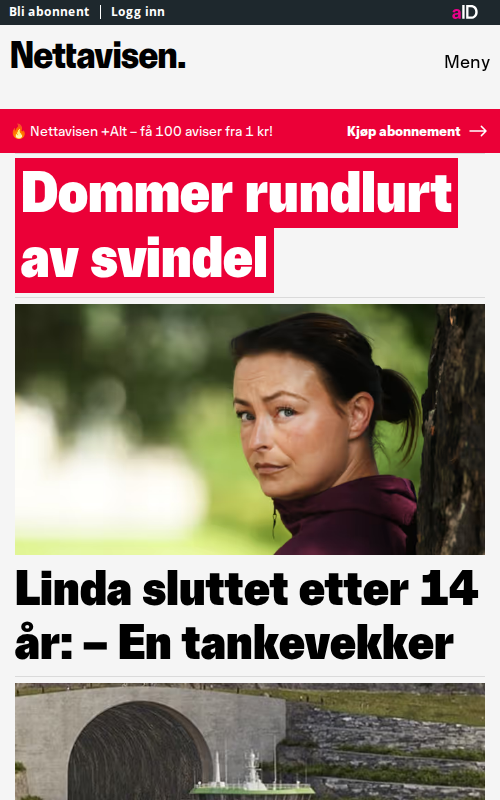 Bli abonnent
Logg inn
aID
Nettavisen.
Meny
🔥 Nettavisen +Alt – få 100 aviser fra 1 kr!
Kjøp abonnement →
Dommer rundlurt
av svindel
Linda sluttet etter 14
år: – En tankevekker